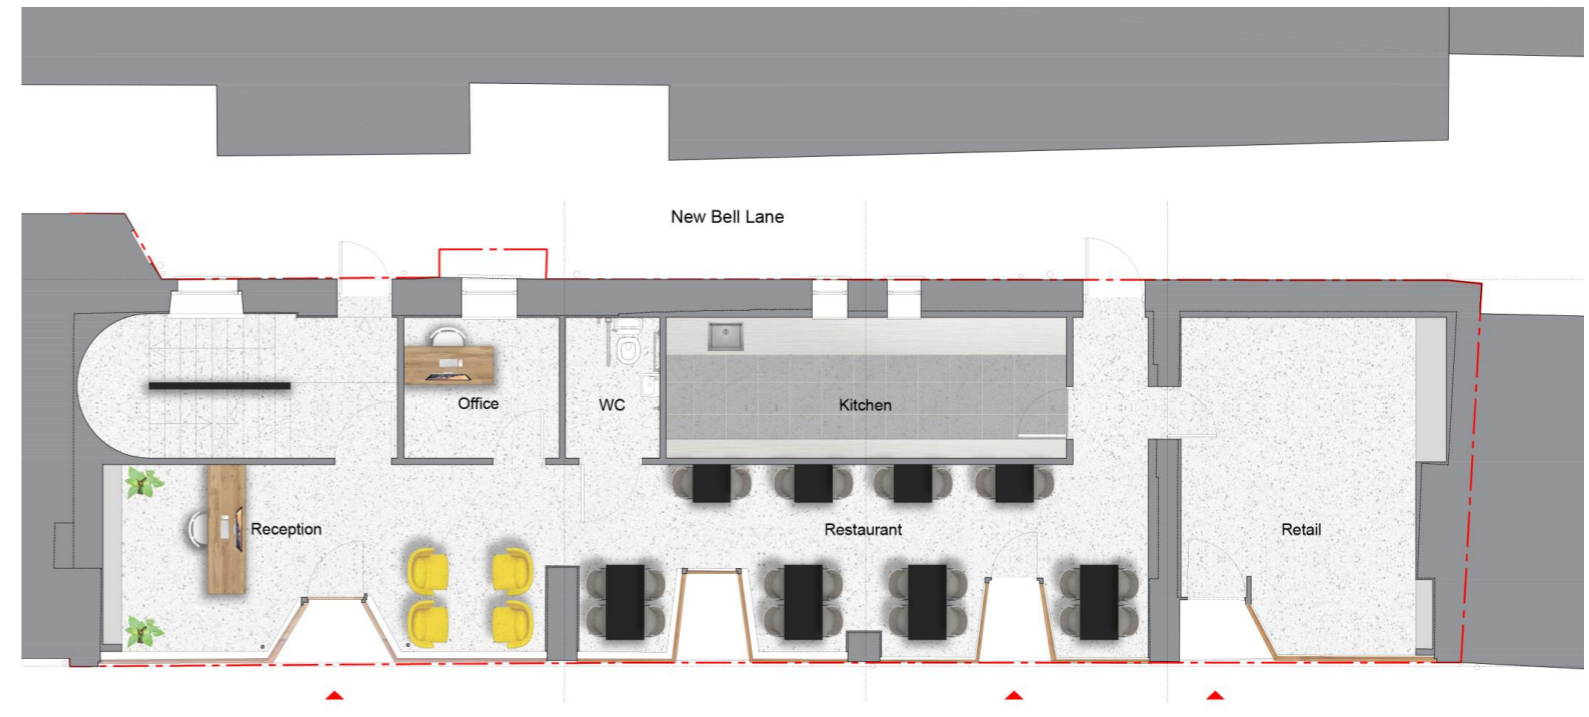 New Bell Lane
Office
WC
Kitchen
Reception
Restaurant
Retail